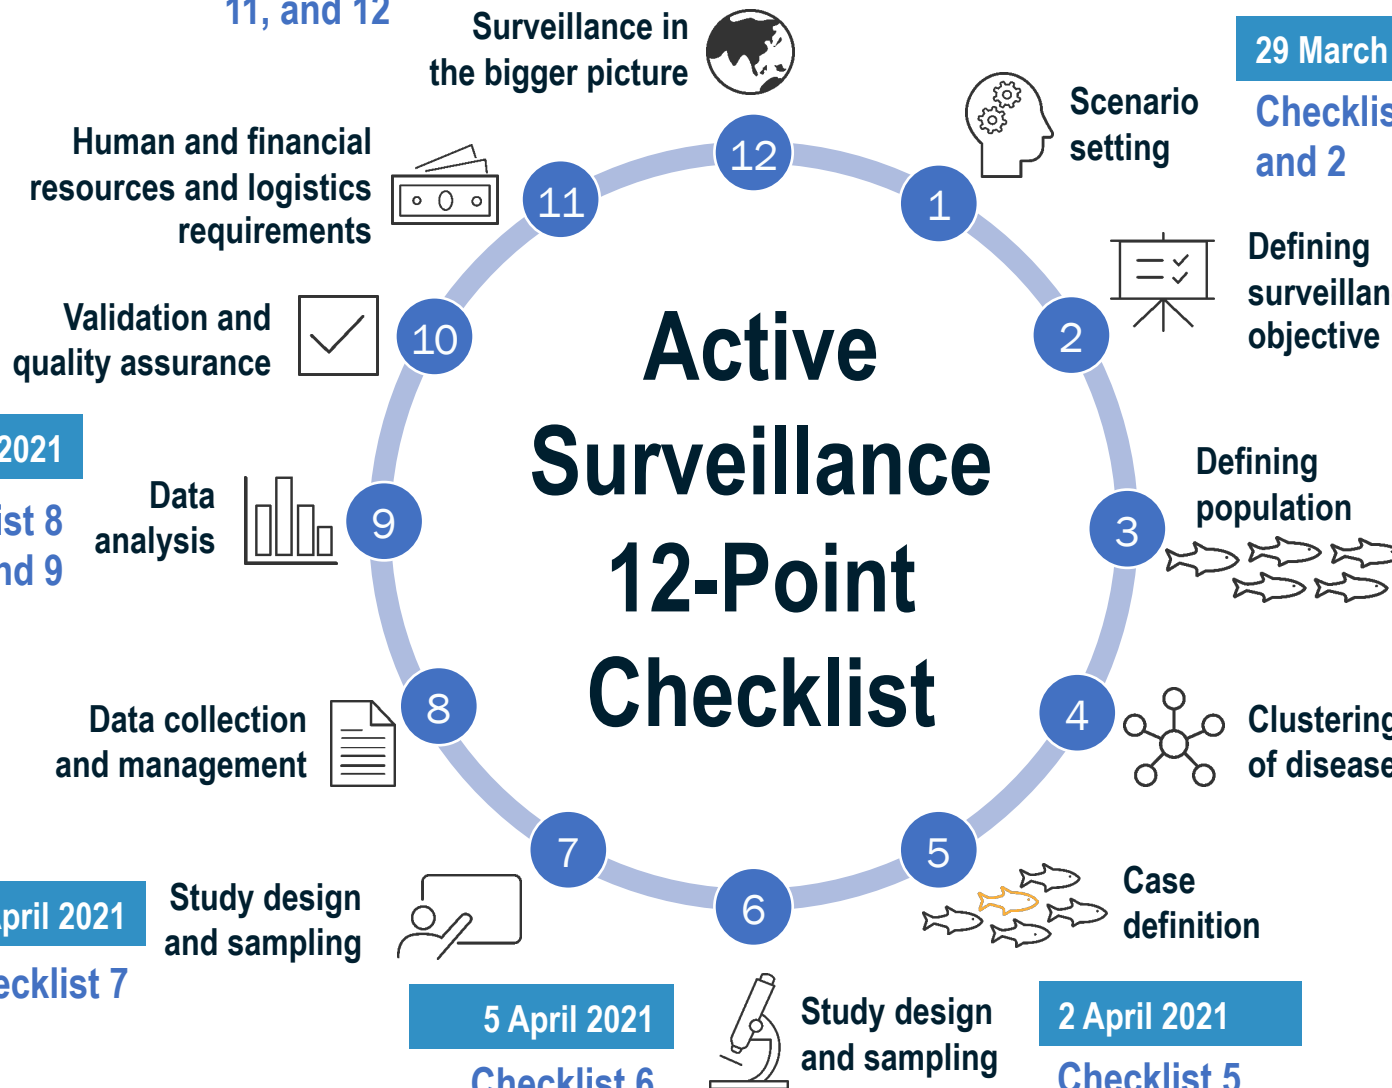 11, and 12
Surveillance in
the bigger picture
29 March
and 2
Scenario
setting
Human and financial
resources and logistics
requirements
12
11
1
Defining
objective
2
Validation and
quality assurance
10
Active
Surveillance
12-Point
Checklist
Defining
population
3
2021
8
9
Data
analysis
9
4
of disease
Data collection
and management
8
7
5
6
Case
definition
April 2021
7
Study design
and sampling
5 April 2021
Checklist 6
Study design
and sampling
2 April 2021
Checklist 5